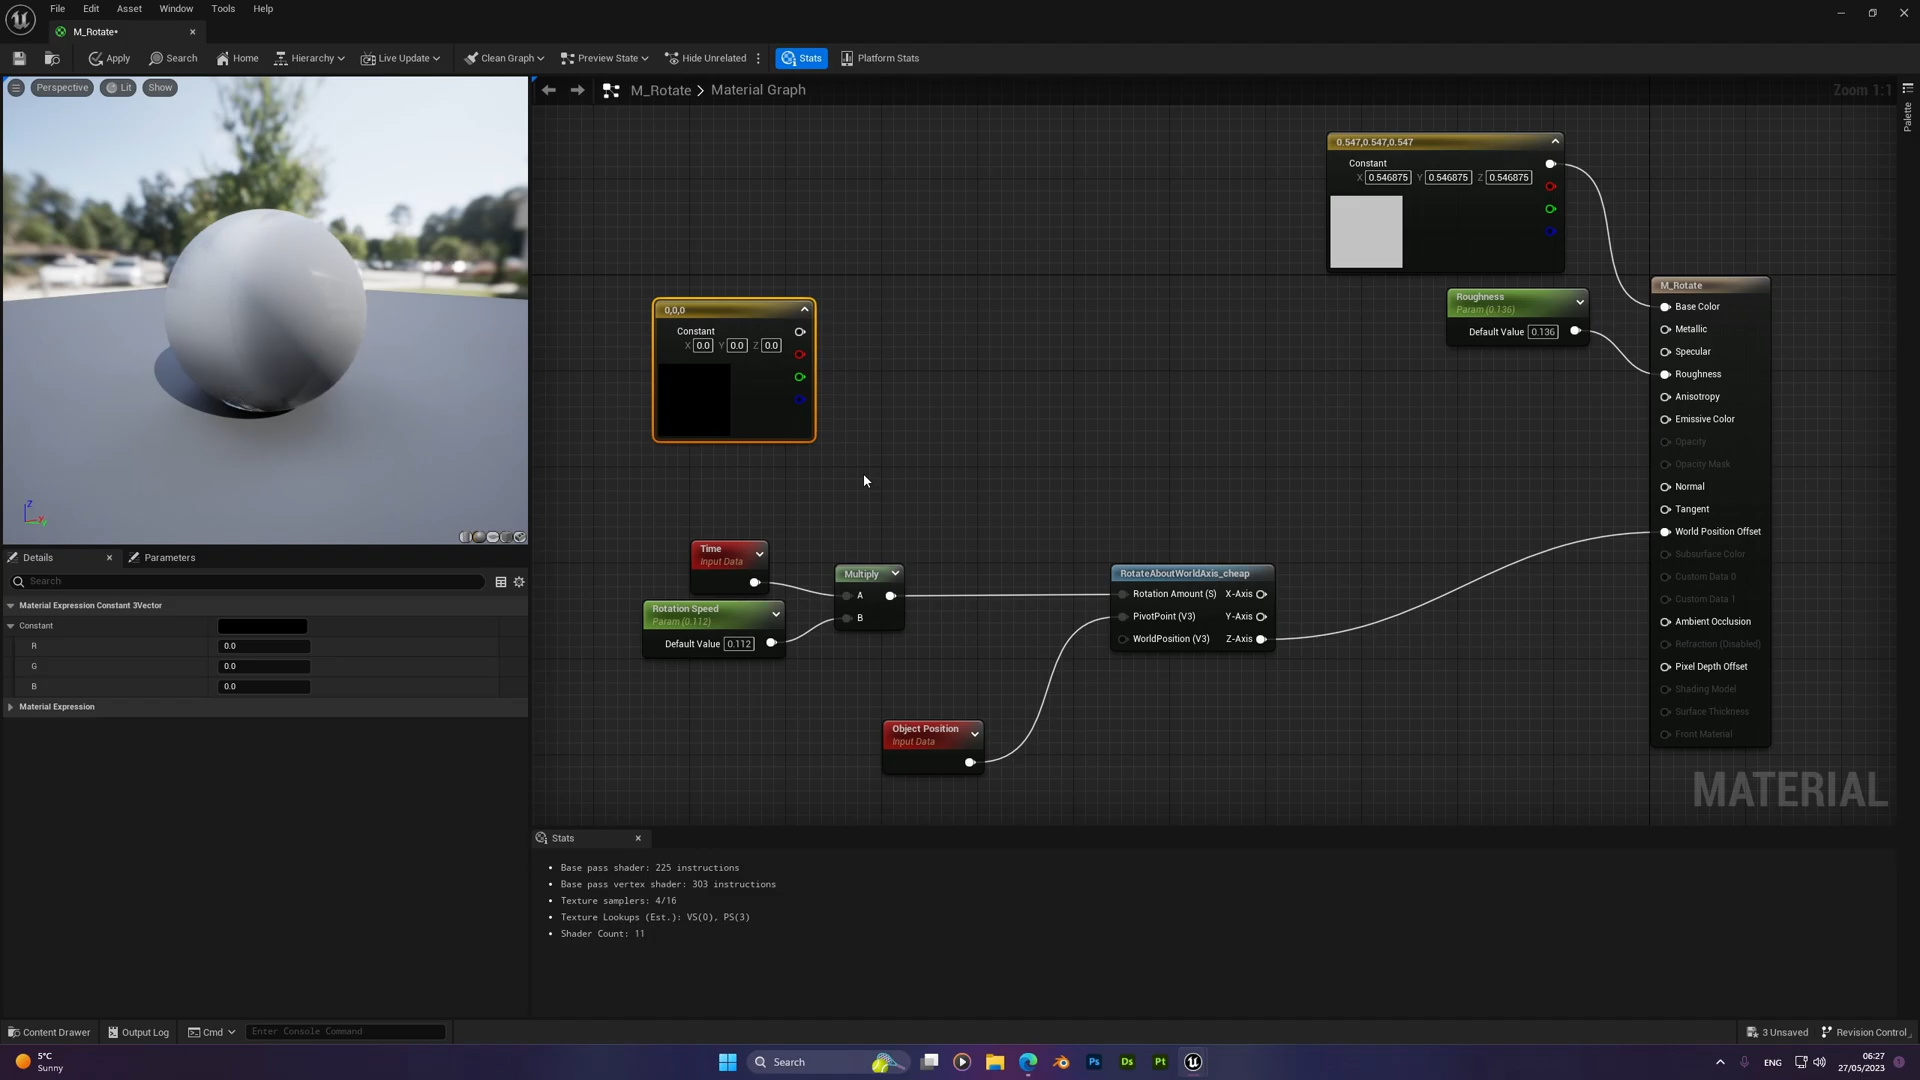 File Edit Asset Window Tools Help
M_Rotate•
Apply Search Home Hierarchy Live Update Clean Graph Preview State Hide Unrelated Stats Platform Stats
Perspective Lit Show
M_Rotate > Material Graph
Zoom 1:1
Palette
0.547,0.547,0.547
Constant
X 0.546875 Y 0.546875 Z 0.546875
Roughness
Param (0.136)
Default Value 0.136
M_Rotate
Base Color
Metallic
Specular
Roughness
Anisotropy
Emissive Color
Opacity
Opacity Mask
Normal
Tangent
World Position Offset
Subsurface Color
Custom Data 0
Custom Data 1
Ambient Occlusion
Refraction (Disabled)
Pixel Depth Offset
Shading Model
Surface Thickness
Front Material
0,0,0
Constant
X 0.0 Y 0.0 Z 0.0
Time
Input Data
Rotation Speed
Param (0.112)
Default Value 0.112
Multiply
A
B
RotateAboutWorldAxis_cheap
Rotation Amount (S) X-Axis
PivotPoint (V3) Y-Axis
WorldPosition (V3) Z-Axis
Object Position
Input Data
MATERIAL
Z
Details Parameters
Search
Material Expression Constant 3Vector
Constant
R 0.0
G 0.0
B 0.0
Material Expression
Stats
Base pass shader: 225 instructions
Base pass vertex shader: 303 instructions
Texture samplers: 4/16
Texture Lookups (Est.): VS(0), PS(3)
Shader Count: 11
Content Drawer Output Log Cmd Enter Console Command
3 Unsaved Revision Control
5°C
Sunny
Search
Ps Ds Pt
ENG
06:27
27/05/2023